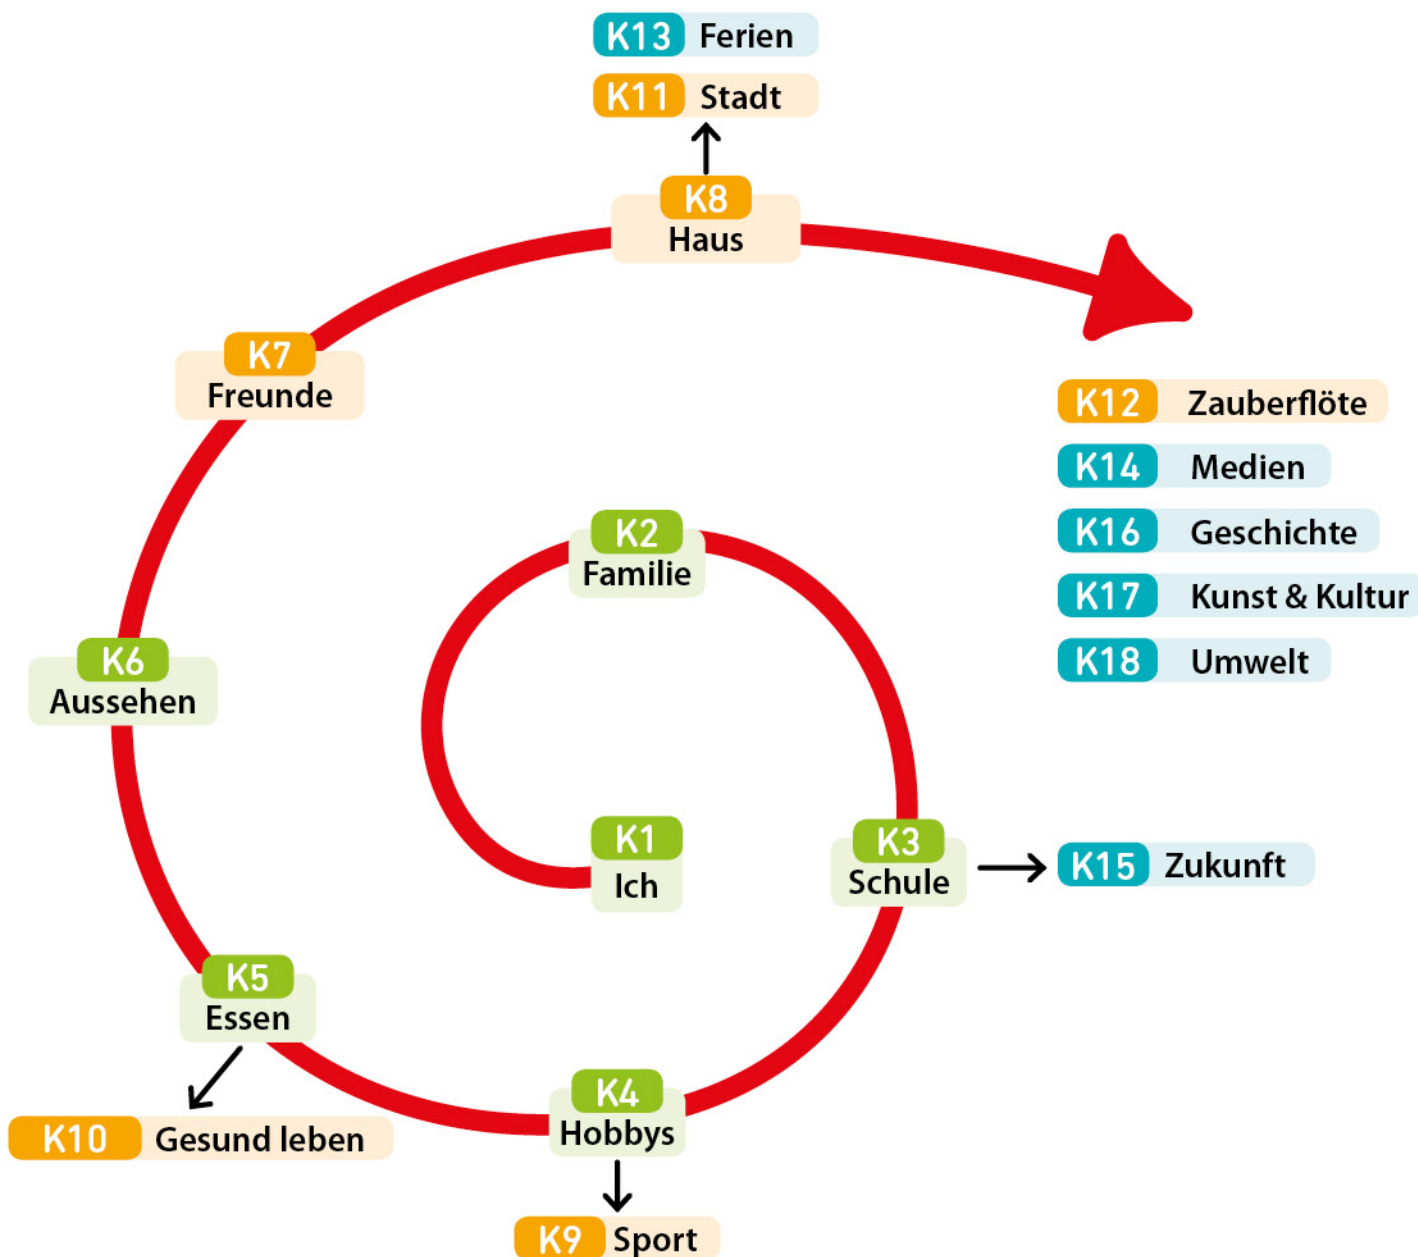 K13 Ferien
K11 Stadt
K8
Haus
K7
Freunde
K12 Zauberflöte
K14 Medien
K16 Geschichte
K17 Kunst & Kultur
K18 Umwelt
K2
Familie
K6
Aussehen
K1
Ich
K3
Schule
K15 Zukunft
K5
Essen
K4
Hobbys
K10 Gesund leben
K9 Sport